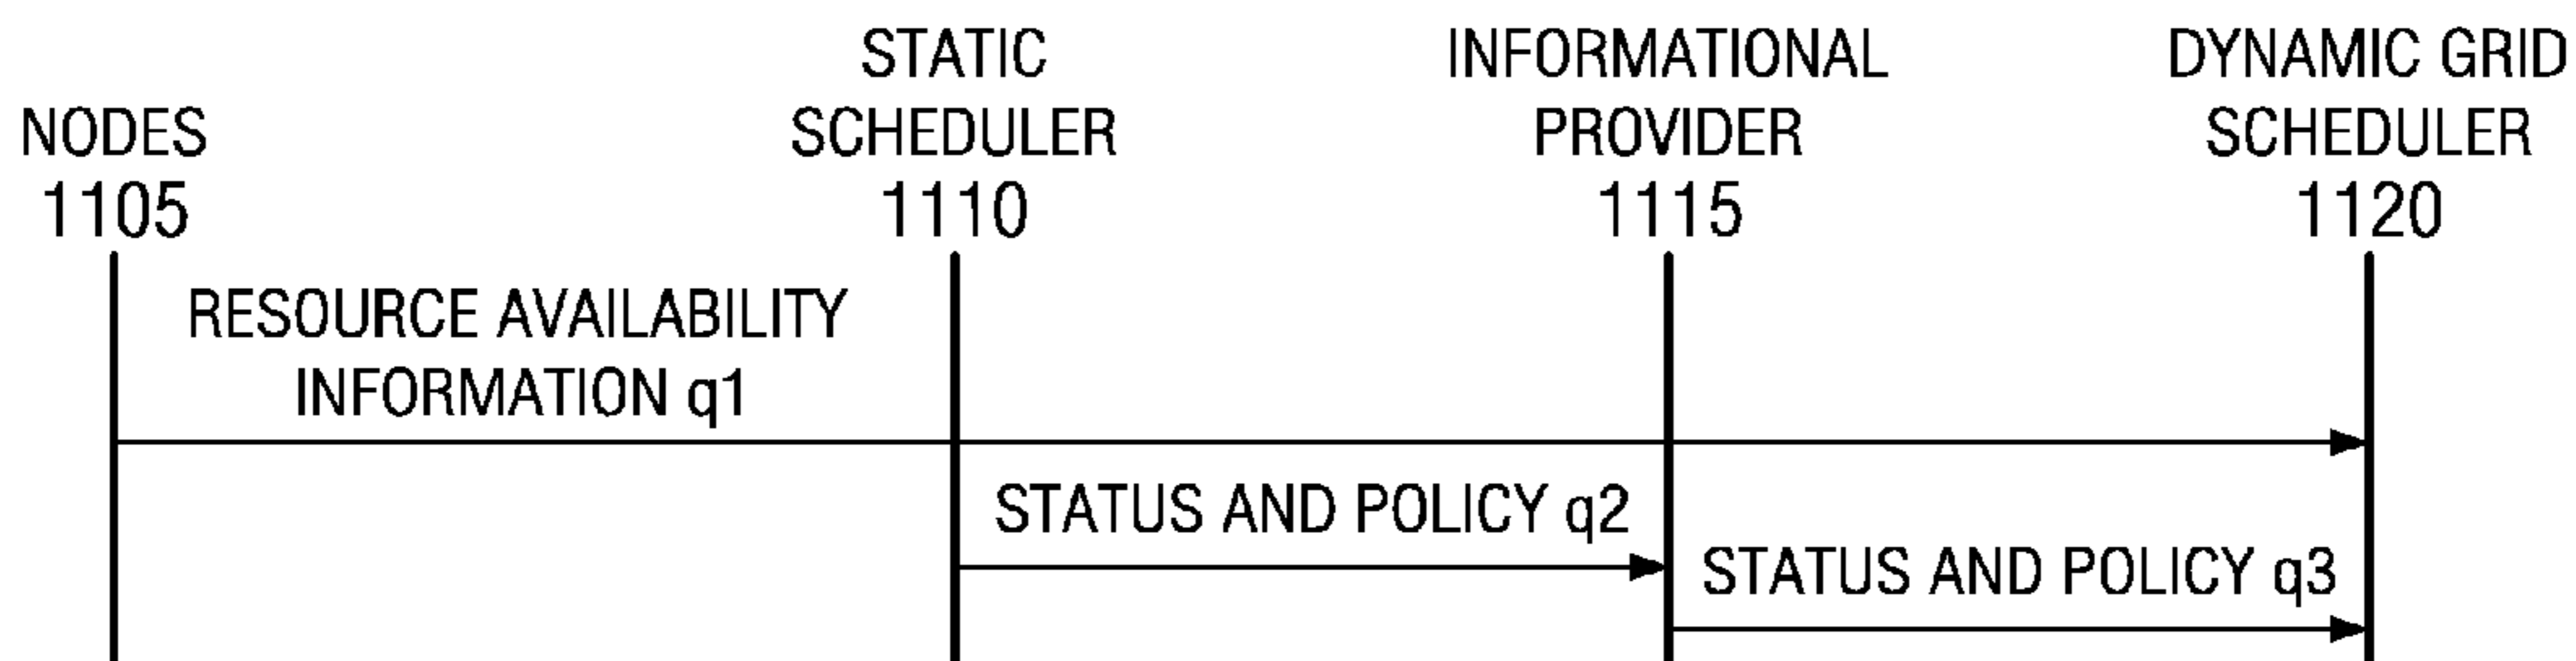 NODES
1105
STATIC
SCHEDULER
1110
INFORMATIONAL
PROVIDER
1115
DYNAMIC GRID
SCHEDULER
1120
RESOURCE AVAILABILITY
INFORMATION q1
STATUS AND POLICY q2
STATUS AND POLICY q3